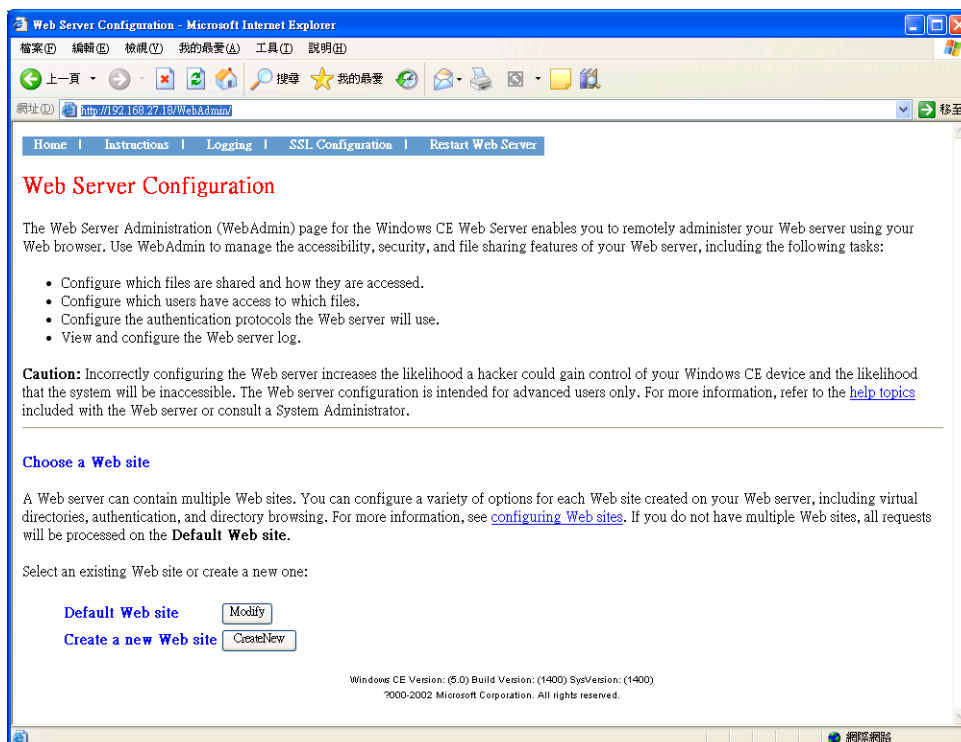 Web Server Configuration - Microsoft Internet Explorer
檔案(F) 編輯(E) 檢視(V) 我的最愛(A) 工具(T) 說明(H)
上一頁 搜尋 我的最愛
網址(D) http://192.168.27.18/WebAdmin/ 移至
Home | Instructions | Logging | SSL Configuration | Restart Web Server
Web Server Configuration
The Web Server Administration (WebAdmin) page for the Windows CE Web Server enables you to remotely administer your Web server using your
Web browser. Use WebAdmin to manage the accessibility, security, and file sharing features of your Web server, including the following tasks:
• Configure which files are shared and how they are accessed.
• Configure which users have access to which files.
• Configure the authentication protocols the Web server will use.
• View and configure the Web server log.
Caution: Incorrectly configuring the Web server increases the likelihood a hacker could gain control of your Windows CE device and the likelihood
that the system will be inaccessible. The Web server configuration is intended for advanced users only. For more information, refer to the help topics
included with the Web server or consult a System Administrator.
Choose a Web site
A Web server can contain multiple Web sites. You can configure a variety of options for each Web site created on your Web server, including virtual
directories, authentication, and directory browsing. For more information, see configuring Web sites. If you do not have multiple Web sites, all requests
will be processed on the Default Web site.
Select an existing Web site or create a new one:
Default Web site Modify
Create a new Web site CreateNew
Windows CE Version: (5.0) Build Version: (1400) SysVersion: (1400)
?000-2002 Microsoft Corporation. All rights reserved.
網際網路